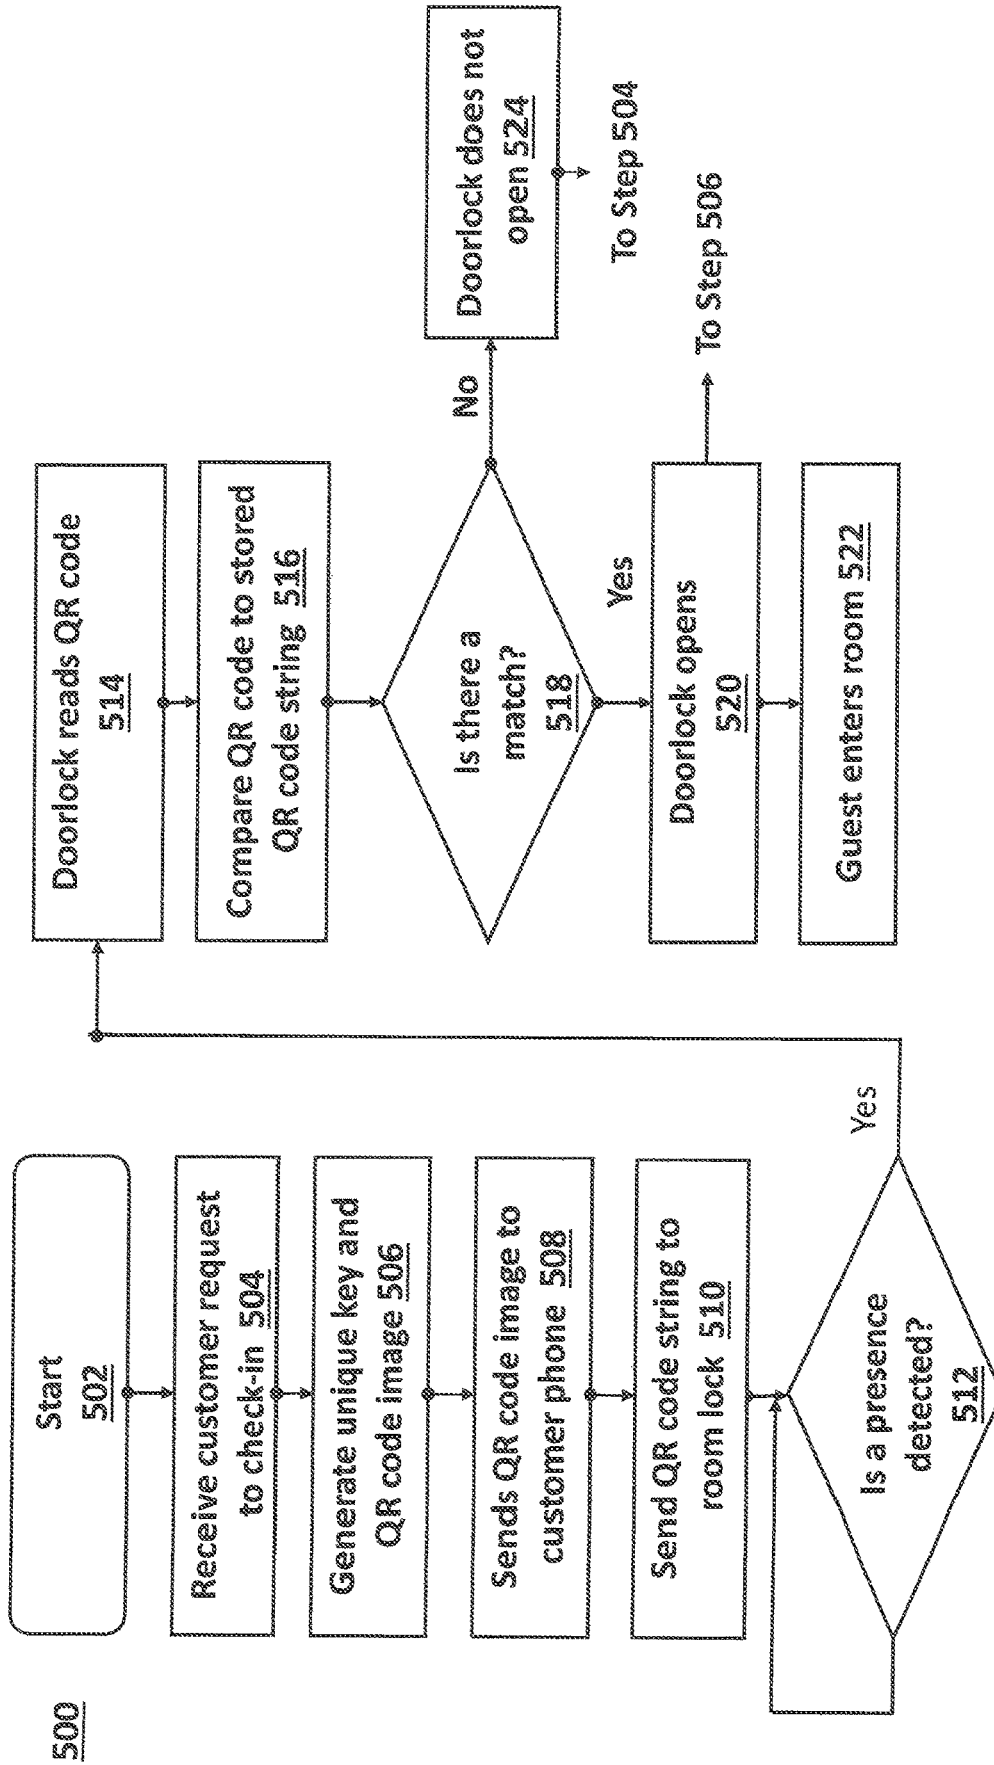 500
Start
502
Receive customer request
to check-in 504
Generate unique key and
QR code image 506
Sends QR code image to
customer phone 508
Send QR code string to
room lock 510
Is a presence
detected?
512
Yes
Doorlock reads QR code
514
Compare QR code to stored
QR code string 516
Is there a
match?
518
No
Doorlock does not
open 524
To Step 504
Yes
Doorlock opens
520
To Step 506
Guest enters room 522